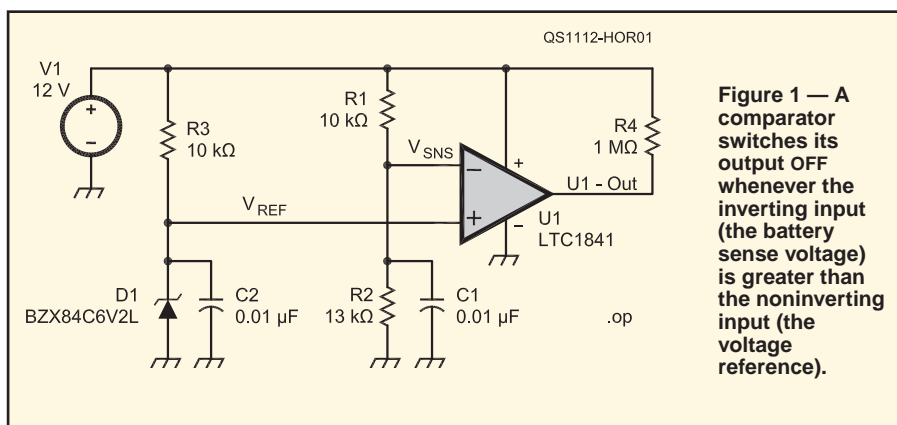 QS1112-HOR01
V1
12 V
+
−
R3
10 kΩ
R1
10 kΩ
R4
1 MΩ
VSNS
VREF
−
+
+
−
U1 - Out
U1
LTC1841
D1
BZX84C6V2L
C2
0.01 µF
R2
13 kΩ
C1
0.01 µF
.op
Figure 1 — A
comparator
switches its
output OFF
whenever the
inverting input
(the battery
sense voltage)
is greater than
the noninverting
input (the
voltage
reference).